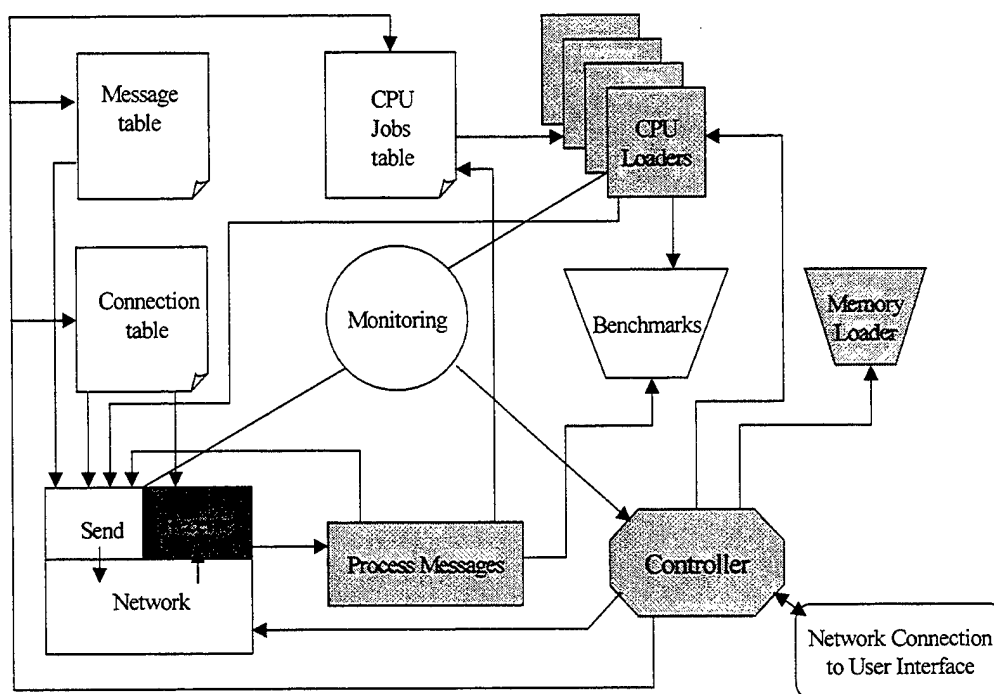 Message
table
CPU
Jobs
table
CPU
Loaders
Connection
table
Monitoring
Benchmarks
Memory
Loader
Send
Network
Process Messages
Controller
Network Connection
to User Interface